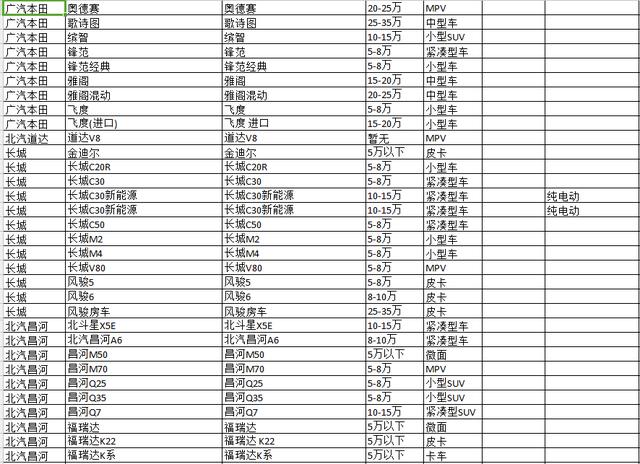 广汽本田 奥德赛 奥德赛 20-25万 MPV
广汽本田 歌诗图 歌诗图 25-35万 中型车
广汽本田 缤智 缤智 10-15万 小型SUV
广汽本田 锋范 锋范 5-8万 紧凑型车
广汽本田 锋范经典 锋范经典 5-8万 小型车
广汽本田 雅阁 雅阁 15-20万 中型车
广汽本田 雅阁混动 雅阁混动 20-25万 中型车
广汽本田 飞度 飞度 5-8万 小型车
广汽本田 飞度(进口) 飞度 进口 15-20万 小型车
北汽道达 道达V8 道达V8 暂无 MPV
长城 金迪尔 金迪尔 5万以下 皮卡
长城 长城C20R 长城C20R 5-8万 小型车
长城 长城C30 长城C30 5-8万 紧凑型车
长城 长城C30新能源 长城C30新能源 10-15万 紧凑型车 纯电动
长城 长城C30新能源 长城C30新能源 10-15万 紧凑型车 纯电动
长城 长城C50 长城C50 5-8万 紧凑型车
长城 长城M2 长城M2 5-8万 小型车
长城 长城M4 长城M4 5-8万 小型车
长城 长城V80 长城V80 5-8万 MPV
长城 风骏5 风骏5 5-8万 皮卡
长城 风骏6 风骏6 8-10万 皮卡
长城 风骏房车 风骏房车 25-35万 皮卡
北汽昌河 北斗星X5E 北斗星X5E 10-15万 紧凑型车
北汽昌河 北汽昌河A6 北汽昌河A6 8-10万 紧凑型车
北汽昌河 昌河M50 昌河M50 5万以下 微面
北汽昌河 昌河M70 昌河M70 5-8万 MPV
北汽昌河 昌河Q25 昌河Q25 5-8万 小型SUV
北汽昌河 昌河Q35 昌河Q35 5-8万 小型SUV
北汽昌河 昌河Q7 昌河Q7 10-15万 紧凑型SUV
北汽昌河 福瑞达 福瑞达 5万以下 微面
北汽昌河 福瑞达K22 福瑞达 K22 5万以下 皮卡
北汽昌河 福瑞达K系 福瑞达K系 5万以下 卡车